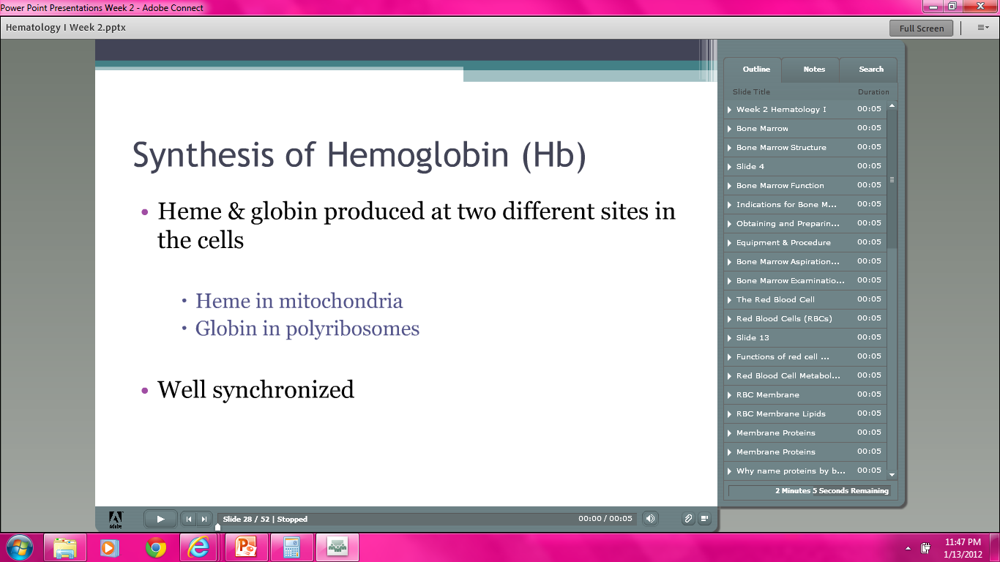 Power Point Presentations Week 2 - Adobe Connect
Hematology I Week 2.pptx
Full Screen
Synthesis of Hemoglobin (Hb)
• Heme & globin produced at two different sites in
the cells
• Heme in mitochondria
• Globin in polyribosomes
• Well synchronized
Outline Notes Search
Slide Title Duration
Week 2 Hematology I 00:05
Bone Marrow 00:05
Bone Marrow Structure 00:05
Slide 4 00:05
Bone Marrow Function 00:05
Indications for Bone M... 00:05
Obtaining and Preparin... 00:05
Equipment & Procedure 00:05
Bone Marrow Aspiration... 00:05
Bone Marrow Examinatio... 00:05
The Red Blood Cell 00:05
Red Blood Cells (RBCs) 00:05
Slide 13 00:05
Functions of red cell ... 00:05
Red Blood Cell Metabol... 00:05
RBC Membrane 00:05
RBC Membrane Lipids 00:05
Membrane Proteins 00:05
Membrane Proteins 00:05
Why name proteins by b... 00:05
2 Minutes 5 Seconds Remaining
Adobe
Slide 28 / 52 | Stopped 00:00 / 00:05
11:47 PM
1/13/2012